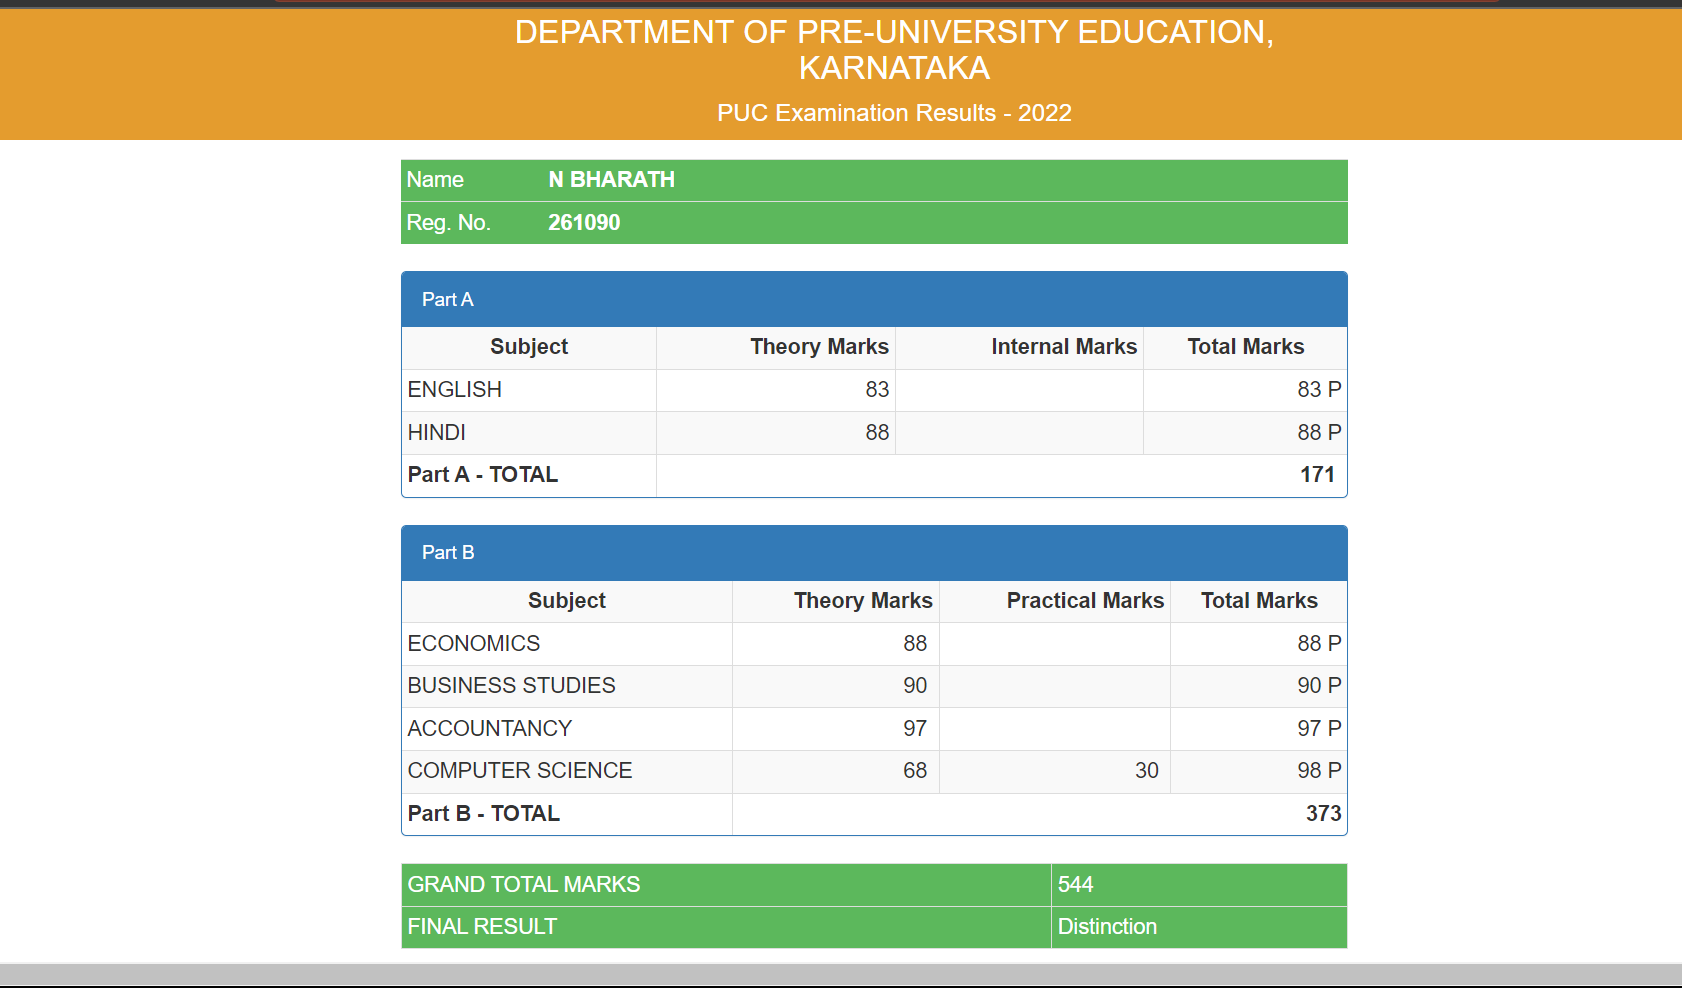 DEPARTMENT OF PRE-UNIVERSITY EDUCATION,
KARNATAKA
PUC Examination Results - 2022
Name N BHARATH
Reg. No. 261090
Part A
Subject Theory Marks Internal Marks Total Marks
ENGLISH 83 83 P
HINDI 88 88 P
Part A - TOTAL 171
Part B
Subject Theory Marks Practical Marks Total Marks
ECONOMICS 88 88 P
BUSINESS STUDIES 90 90 P
ACCOUNTANCY 97 97 P
COMPUTER SCIENCE 68 30 98 P
Part B - TOTAL 373
GRAND TOTAL MARKS 544
FINAL RESULT Distinction